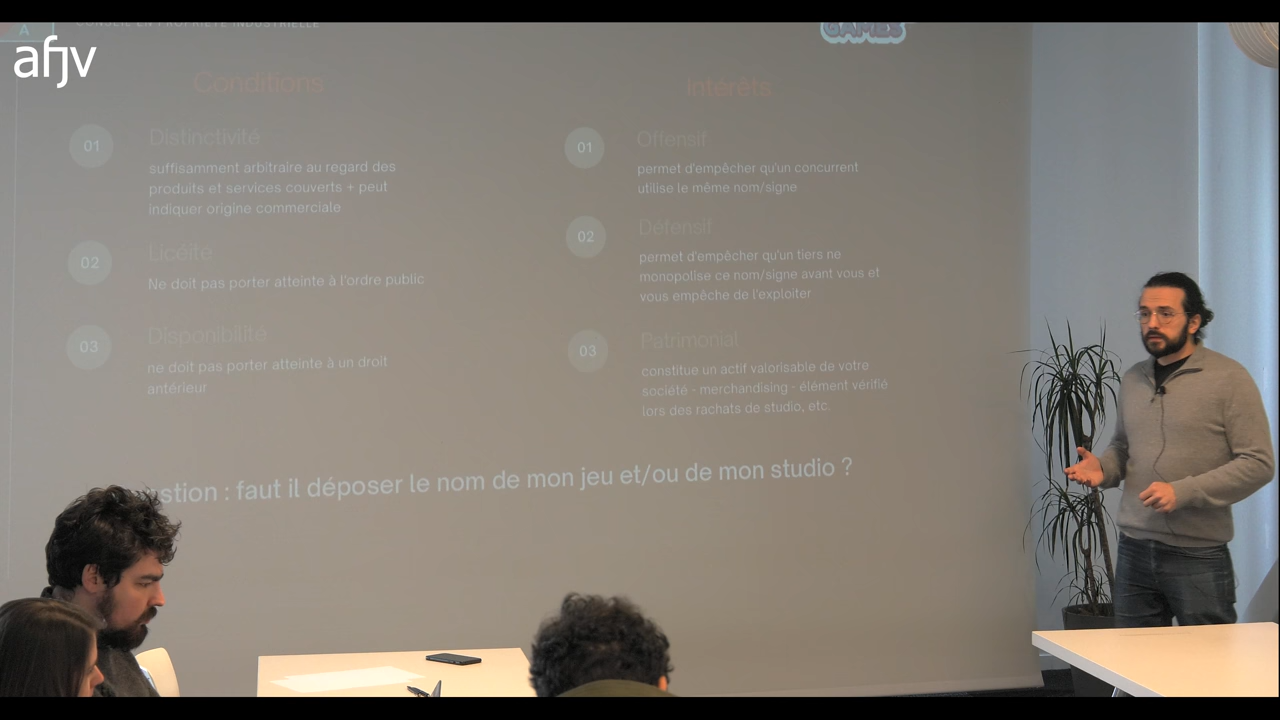 CONSEIL EN PROPRIÉTÉ INDUSTRIELLE
A
GAMES
afjv
Conditions
01
Distinctivité
suffisamment arbitraire au regard des
produits et services couverts + peut
indiquer origine commerciale
02
Licéité
Ne doit pas porter atteinte à l'ordre public
03
Disponibilité
ne doit pas porter atteinte à un droit
antérieur
Intérêts
01
Offensif
permet d'empêcher qu'un concurrent
utilise le même nom/signe
02
Défensif
permet d'empêcher qu'un tiers ne
monopolise ce nom/signe avant vous et
vous empêche de l'exploiter
03
Patrimonial
constitue un actif valorisable de votre
société - merchandising - élément vérifié
lors des rachats de studio, etc.
stion : faut il déposer le nom de mon jeu et/ou de mon studio ?